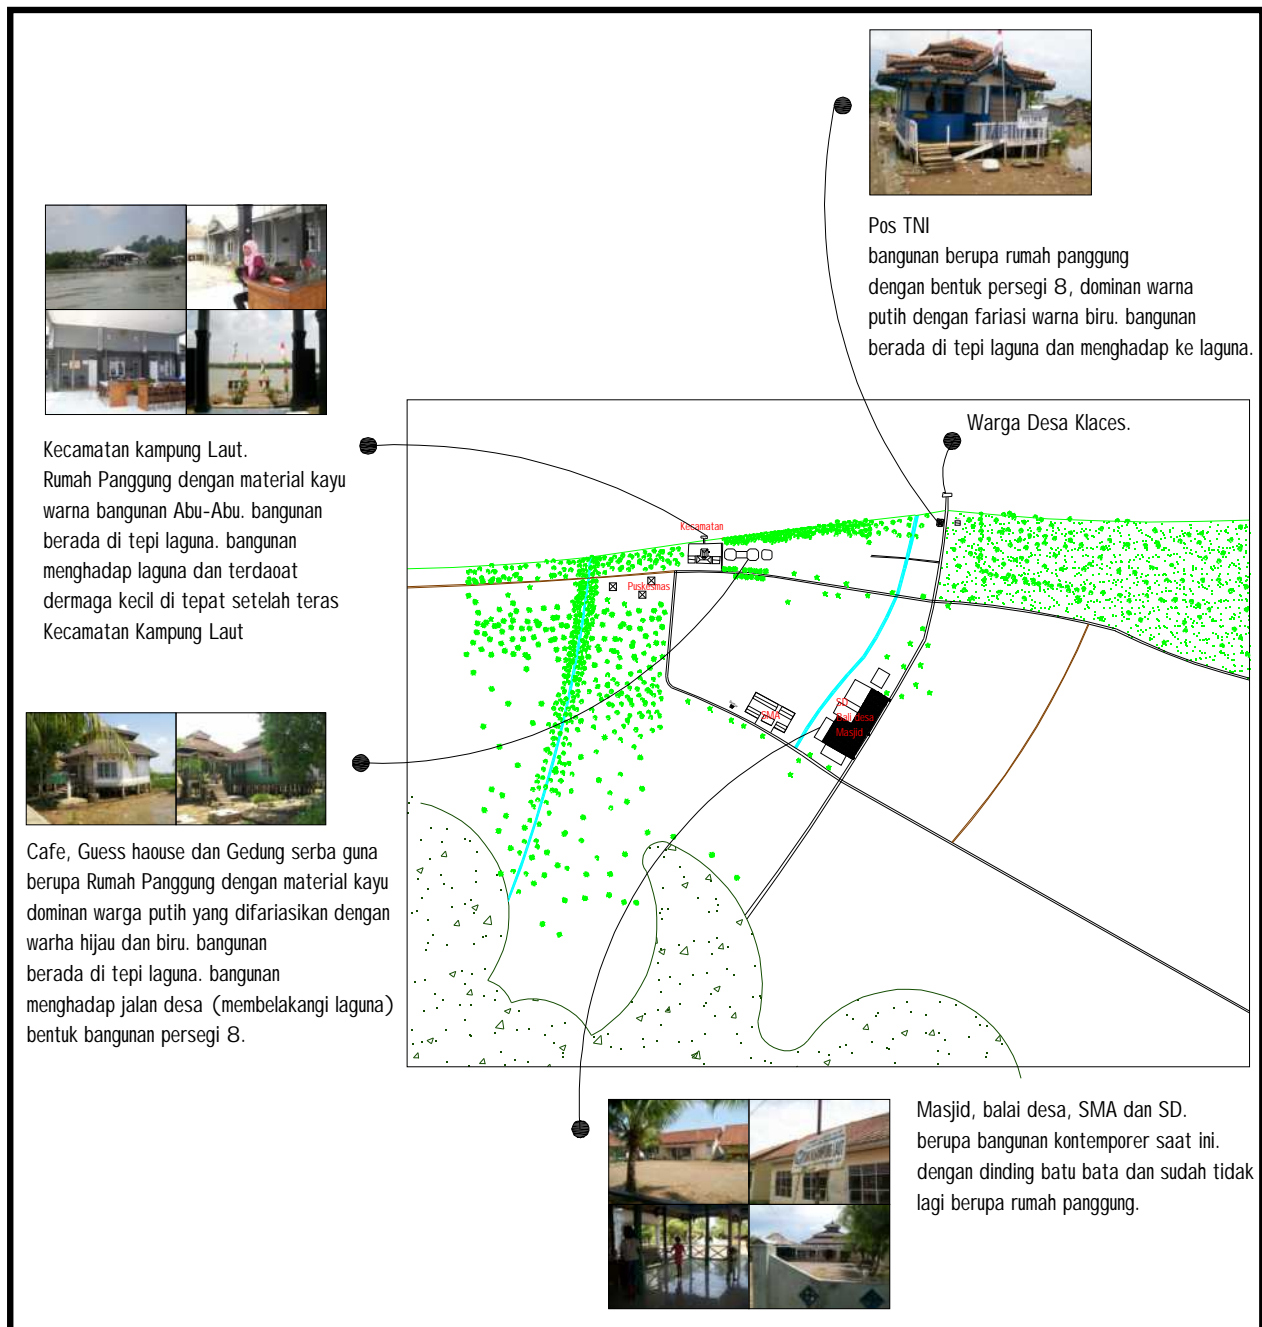 Pos TNI
bangunan berupa rumah panggung
dengan bentuk persegi 8, dominan warna
putih dengan fariasi warna biru. bangunan
berada di tepi laguna dan menghadap ke laguna.
Kecamatan kampung Laut.
Rumah Panggung dengan material kayu
warna bangunan Abu-Abu. bangunan
berada di tepi laguna. bangunan
menghadap laguna dan terdaoat
dermaga kecil di tepat setelah teras
Kecamatan Kampung Laut
Warga Desa Klaces.
Kecamatan
Puskesmas
SMA
SD
Bali desa
Masjid
Cafe, Guess haouse dan Gedung serba guna
berupa Rumah Panggung dengan material kayu
dominan warga putih yang difariasikan dengan
warha hijau dan biru. bangunan
berada di tepi laguna. bangunan
menghadap jalan desa (membelakangi laguna)
bentuk bangunan persegi 8.
Masjid, balai desa, SMA dan SD.
berupa bangunan kontemporer saat ini.
dengan dinding batu bata dan sudah tidak
lagi berupa rumah panggung.